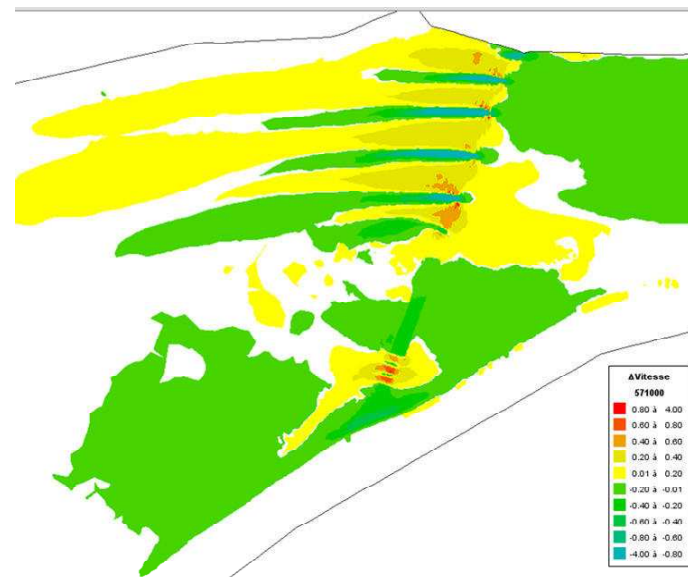 ΔVitesse
571000
0.80 à 4.00
0.60 à 0.80
0.40 à 0.60
0.20 à 0.40
0.01 à 0.20
-0.20 à -0.01
-0.40 à -0.20
-0.60 à -0.40
-0.80 à -0.60
-4.00 à -0.80